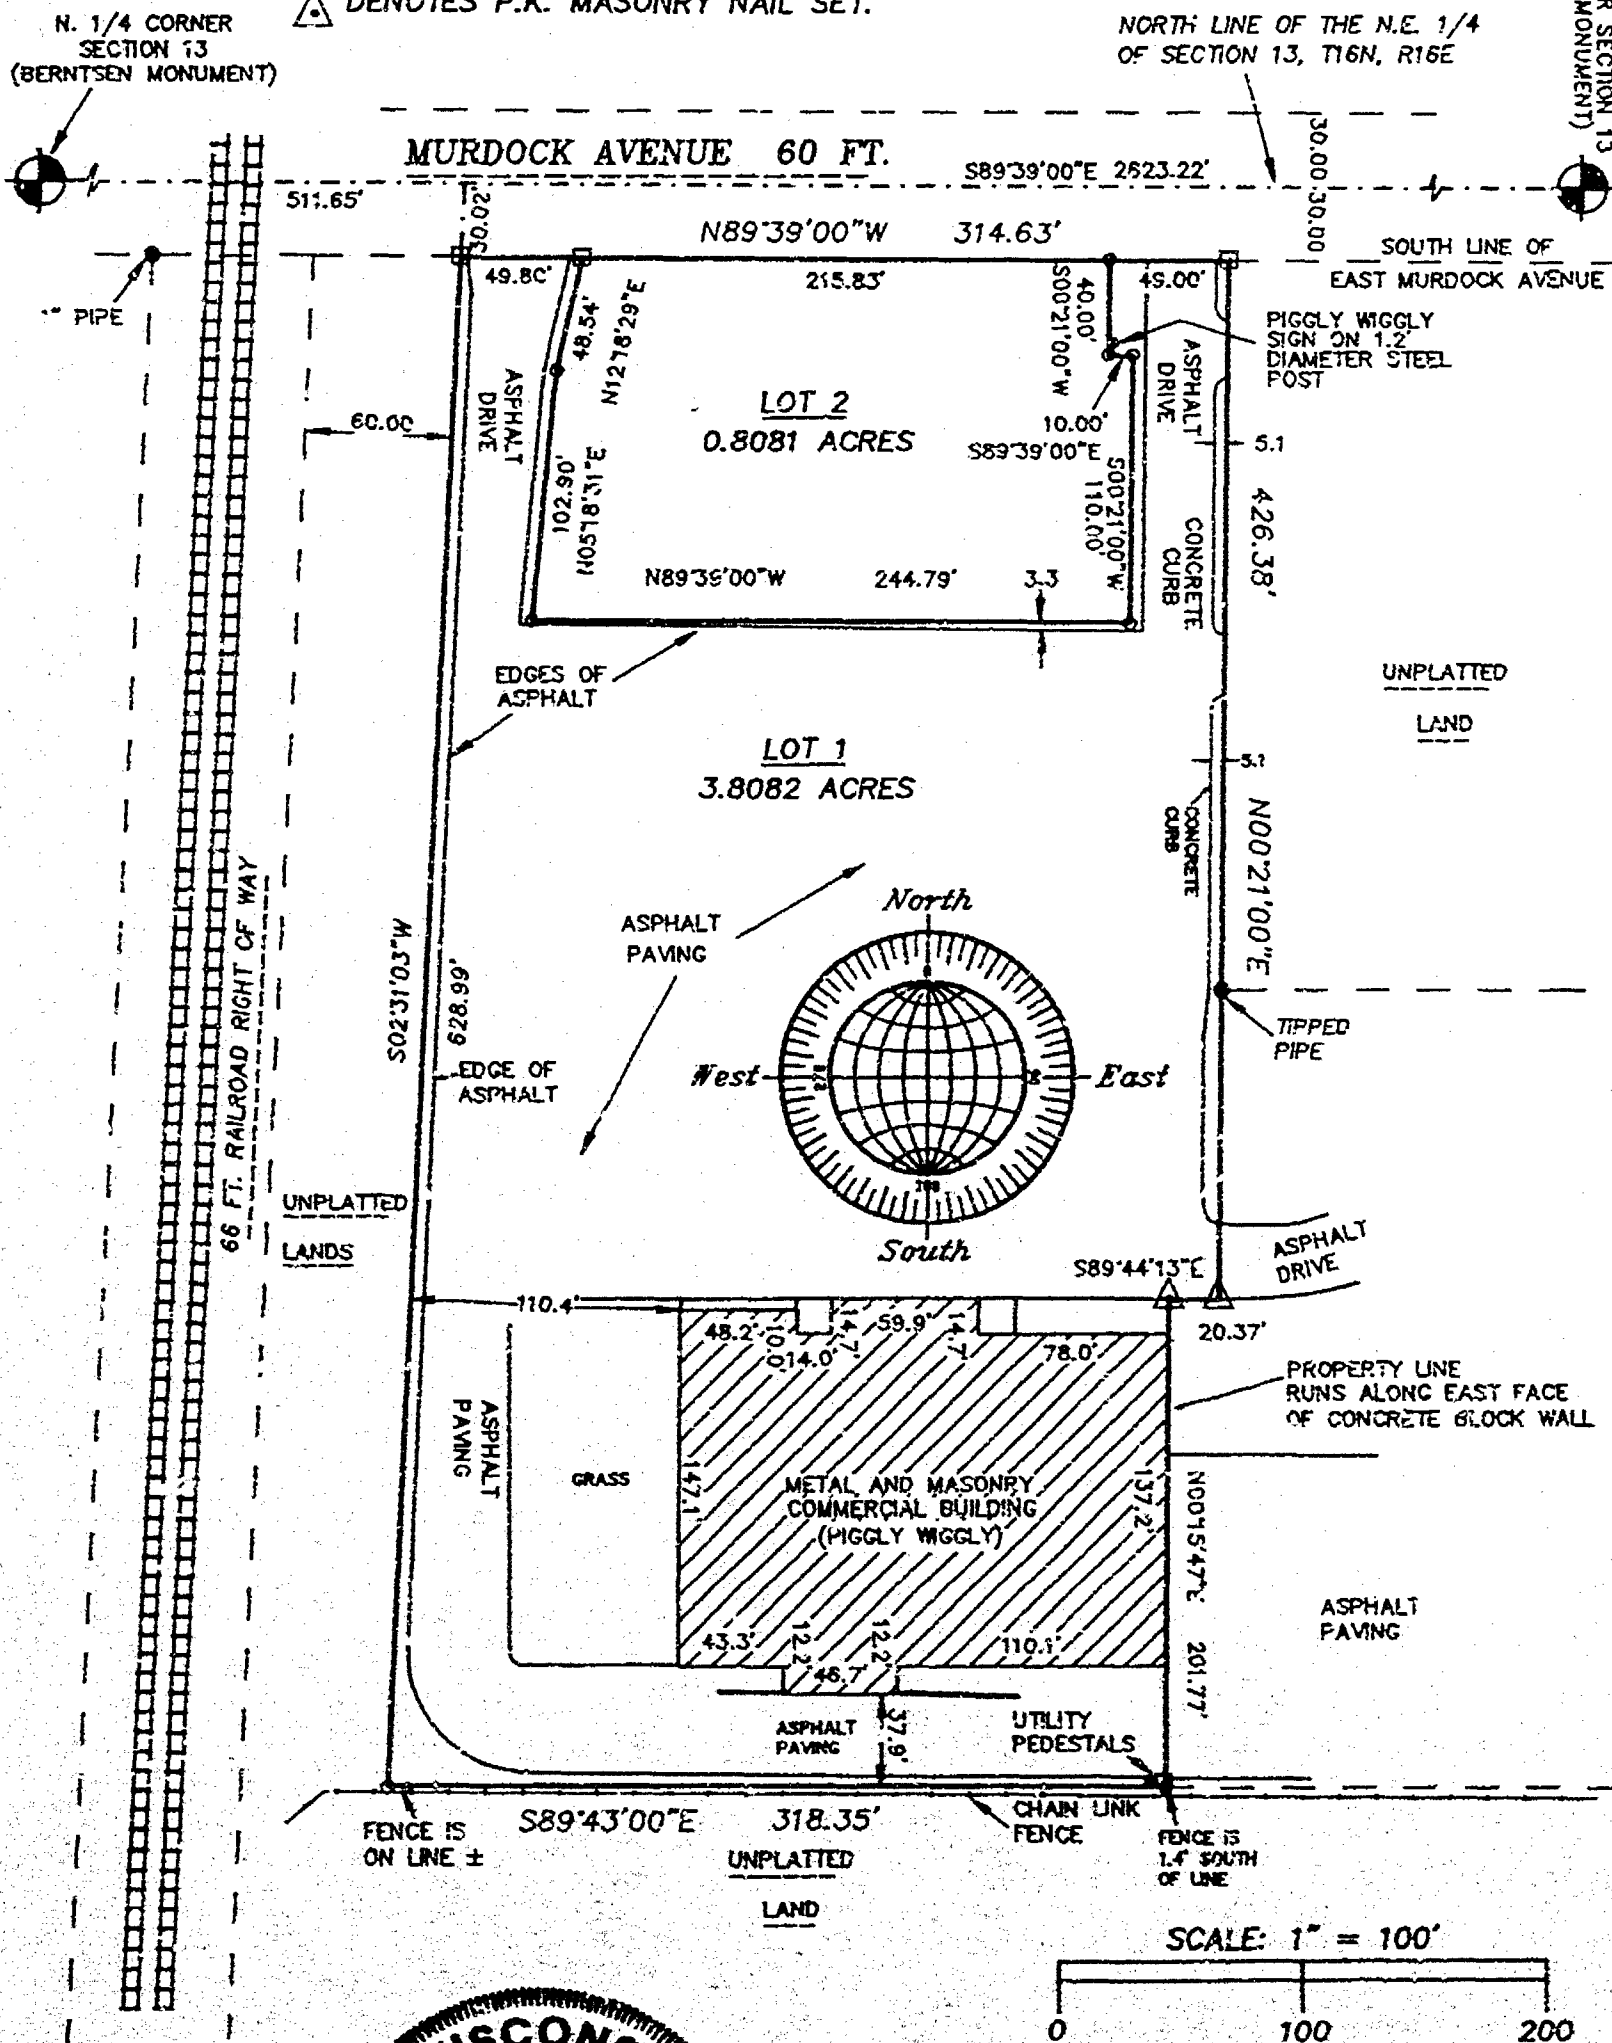 DENOTES P.K. MASONRY NAIL SET.
N. 1/4 CORNER
SECTION 13
(BERNTSEN MONUMENT)
NORTH LINE OF THE N.E. 1/4
OF SECTION 13, T16N, R16E
SECTION 13
MONUMENT)
MURDOCK AVENUE 60 FT.
S89°39'00"E 2623.22'
30.00
30.00
511.65'
30.02'
N89°39'00"W 314.63'
SOUTH LINE OF
EAST MURDOCK AVENUE
49.80'
215.83'
49.00'
PIPE
48.54'
N12°18'29"E
40.00'
S00°21'00"W
PIGGLY WIGGLY
SIGN ON 1.2'
DIAMETER STEEL
POST
ASPHALT
DRIVE
ASPHALT
DRIVE
LOT 2
0.8081 ACRES
10.00'
S89°39'00"E
60.00
5.1
102.90'
N05°18'31"E
S00°21'00"W
110.00'
CONCRETE
CURB
426.38'
N89°39'00"W 244.79'
3.3
EDGES OF
ASPHALT
UNPLATTED
LAND
LOT 1
3.8082 ACRES
5.1
CONCRETE
CURB
N00°21'00"E
66 FT. RAILROAD RIGHT OF WAY
S02°31'03"W
628.99'
ASPHALT
PAVING
North
West
East
South
TIPPED
PIPE
EDGE OF
ASPHALT
UNPLATTED
LANDS
ASPHALT
DRIVE
S89°44'13"E
110.4'
20.37'
48.2'
10.0'
14.0'
14.7'
59.9'
14.7'
78.0'
PROPERTY LINE
RUNS ALONG EAST FACE
OF CONCRETE BLOCK WALL
ASPHALT
PAVING
GRASS
147.1'
METAL AND MASONRY
COMMERCIAL BUILDING
(PIGGLY WIGGLY)
137.2'
N00°15'47"E 201.77'
ASPHALT
PAVING
43.3'
12.2'
46.7'
12.2'
110.1'
ASPHALT
PAVING
37.9'
UTILITY
PEDESTALS
S89°43'00"E 318.35'
FENCE IS
ON LINE ±
CHAIN LINK
FENCE
FENCE IS
1.4' SOUTH
OF LINE
UNPLATTED
LAND
SCALE: 1" = 100'
0 100 200